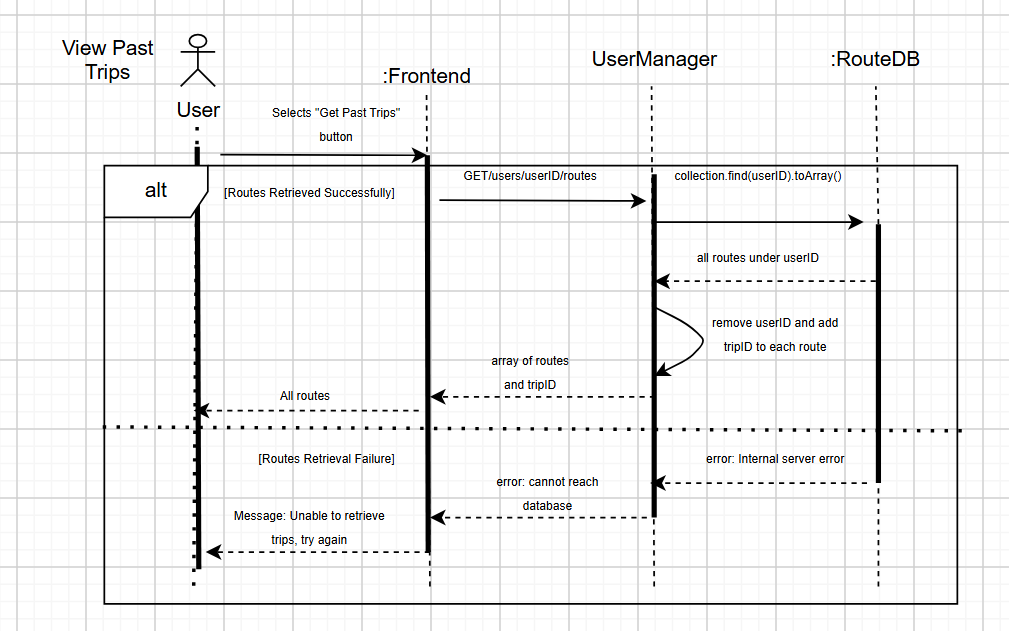 View Past
Trips
User
:Frontend
UserManager
:RouteDB
Selects "Get Past Trips"
button
alt
[Routes Retrieved Successfully]
GET/users/userID/routes
collection.find(userID).toArray()
all routes under userID
remove userID and add
tripID to each route
array of routes
and tripID
All routes
[Routes Retrieval Failure]
error: Internal server error
error: cannot reach
database
Message: Unable to retrieve
trips, try again